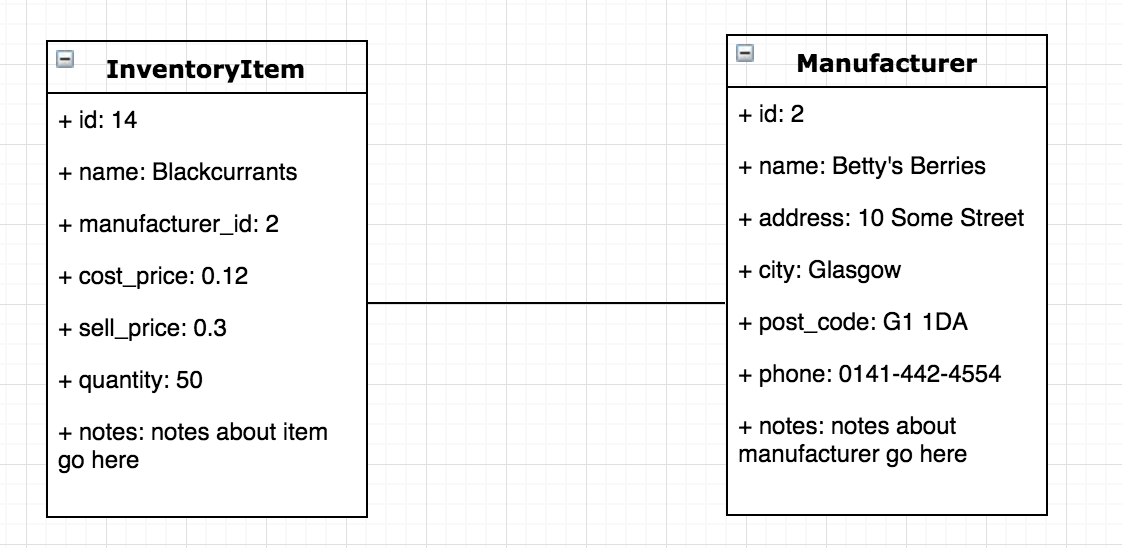 InventoryItem
+ id: 14
+ name: Blackcurrants
+ manufacturer_id: 2
+ cost_price: 0.12
+ sell_price: 0.3
+ quantity: 50
+ notes: notes about item
go here
Manufacturer
+ id: 2
+ name: Betty's Berries
+ address: 10 Some Street
+ city: Glasgow
+ post_code: G1 1DA
+ phone: 0141-442-4554
+ notes: notes about
manufacturer go here